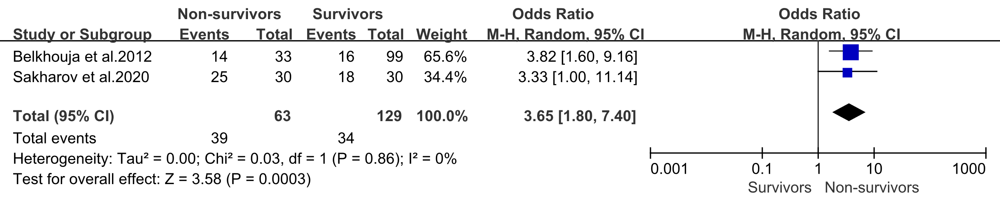 Non-survivors Survivors Odds Ratio Odds Ratio
Study or Subgroup Events Total Events Total Weight M-H, Random, 95% CI M-H, Random, 95% CI
Belkhouja et al.2012 14 33 16 99 65.6% 3.82 [1.60, 9.16]
Sakharov et al.2020 25 30 18 30 34.4% 3.33 [1.00, 11.14]
Total (95% CI) 63 129 100.0% 3.65 [1.80, 7.40]
Total events 39 34
Heterogeneity: Tau² = 0.00; Chi² = 0.03, df = 1 (P = 0.86); I² = 0%
Test for overall effect: Z = 3.58 (P = 0.0003)
0.001 0.1 1 10 1000
Survivors Non-survivors